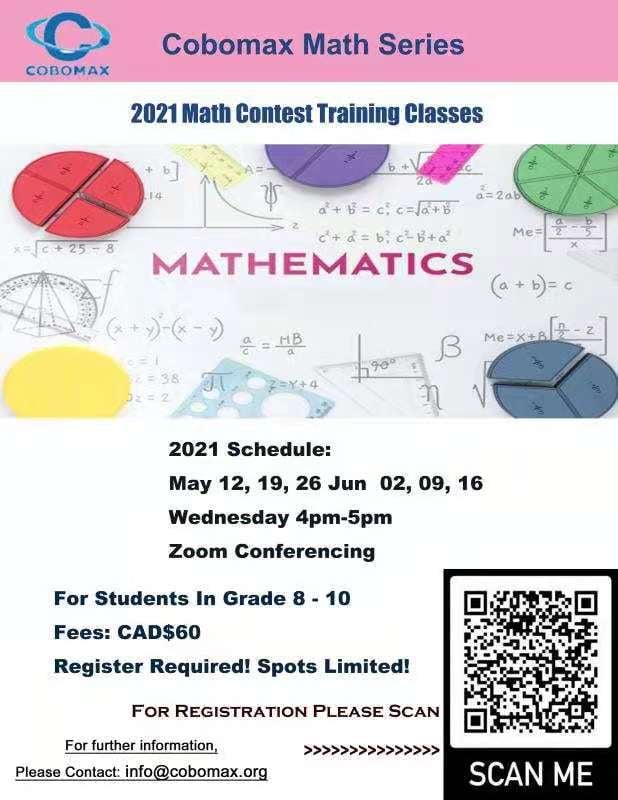 COBOMAX
Cobomax Math Series
2021 Math Contest Training Classes
MATHEMATICS
(a + b)= c
90°
z=Y+4
2021 Schedule:
May 12, 19, 26 Jun 02, 09, 16
Wednesday 4pm-5pm
Zoom Conferencing
For Students In Grade 8 - 10
Fees: CAD$60
Register Required! Spots Limited!
FOR REGISTRATION PLEASE SCAN
For further information,
>>>>>>>>>>>>>>>
Please Contact: info@cobomax.org
SCAN ME